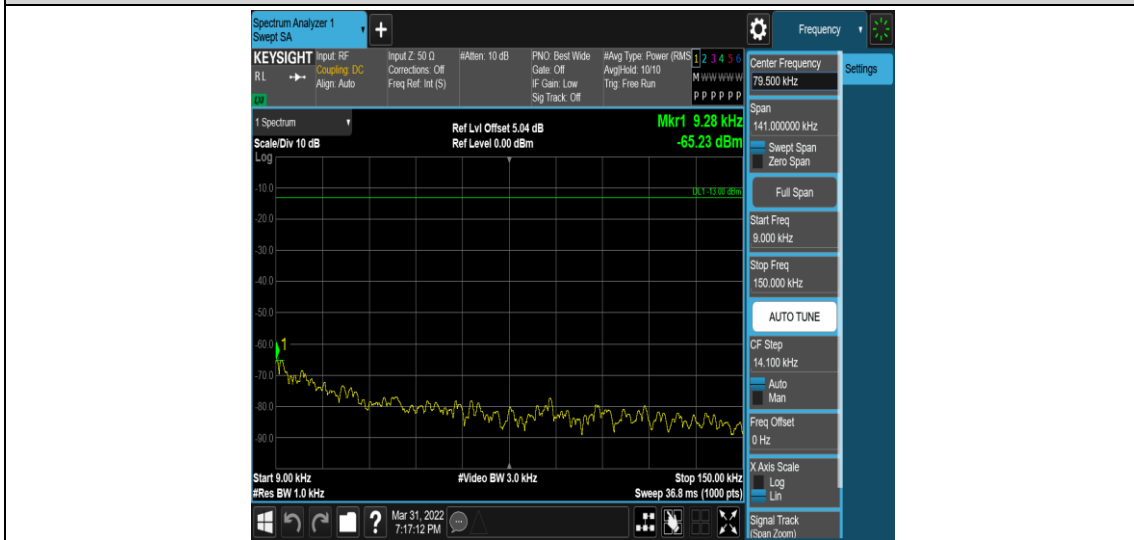 Spectrum Analyzer 1
Swept SA
+
Frequency
KEYSIGHT
RL
Input: RF
Coupling: DC
Align: Auto
Input Z: 50 Ω
Corrections: Off
Freq Ref: Int (S)
#Atten: 10 dB
PNO: Best Wide
Gate: Off
IF Gain: Low
Sig Track: Off
#Avg Type: Power (RMS
Avg|Hold: 10/10
Trig: Free Run
1 2 3 4 5 6
M W W W W W
P P P P P P
1 Spectrum
Scale/Div 10 dB
Log
Ref Lvl Offset 5.04 dB
Ref Level 0.00 dBm
Mkr1 9.28 kHz
-65.23 dBm
DL1 -13.00 dBm
-10.0
-20.0
-30.0
-40.0
-50.0
-60.0
1
-70.0
-80.0
-90.0
Start 9.00 kHz
#Res BW 1.0 kHz
#Video BW 3.0 kHz
Stop 150.00 kHz
Sweep 36.8 ms (1000 pts)
Mar 31, 2022
7:17:12 PM
?
Center Frequency
79.500 kHz
Settings
Span
141.000000 kHz
Swept Span
Zero Span
Full Span
Start Freq
9.000 kHz
Stop Freq
150.000 kHz
AUTO TUNE
CF Step
14.100 kHz
Auto
Man
Freq Offset
0 Hz
X Axis Scale
Log
Lin
Signal Track
(Span Zoom)